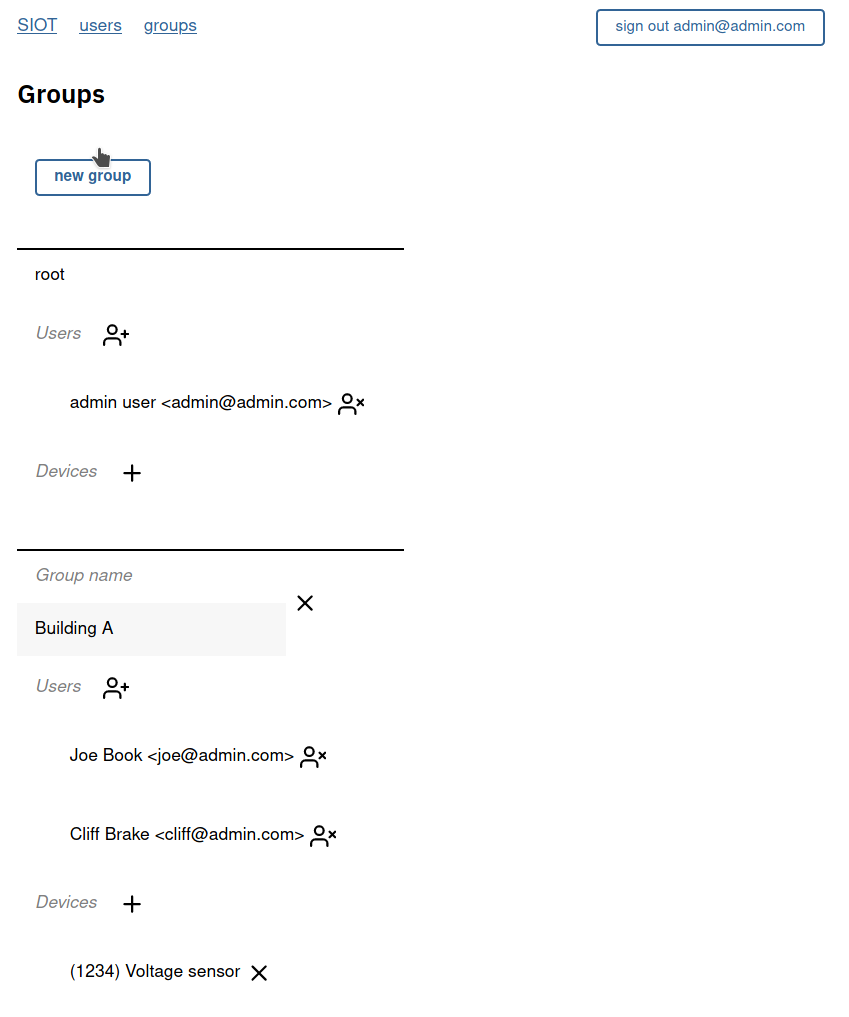 SIOT users groups sign out admin@admin.com
Groups
new group
root
Users
admin user <admin@admin.com>
Devices
Group name
Building A
Users
Joe Book <joe@admin.com>
Cliff Brake <cliff@admin.com>
Devices
(1234) Voltage sensor